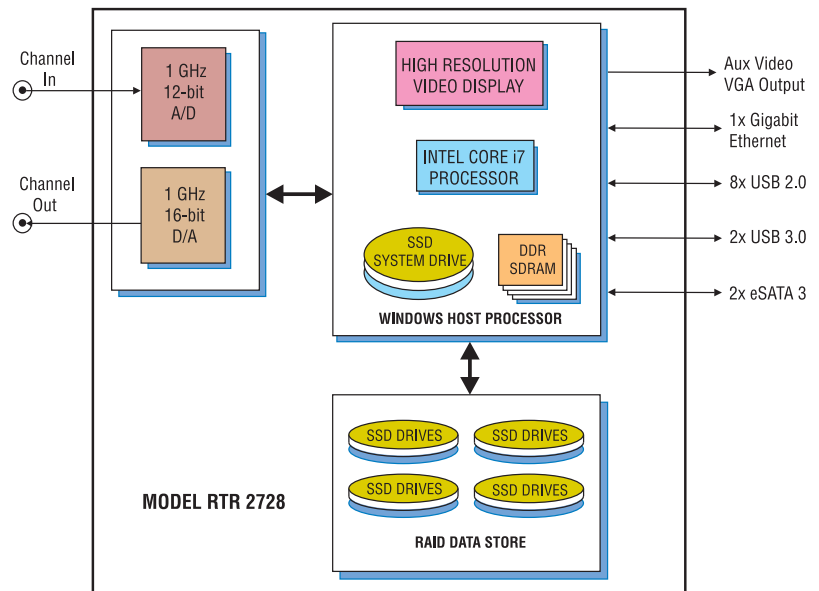 Channel
In
1 GHz
12-bit
A/D
Channel
Out
1 GHz
16-bit
D/A
HIGH RESOLUTION
VIDEO DISPLAY
INTEL CORE i7
PROCESSOR
SSD
SYSTEM DRIVE
DDR
SDRAM
WINDOWS HOST PROCESSOR
Aux Video
VGA Output
1x Gigabit
Ethernet
8x USB 2.0
2x USB 3.0
2x eSATA 3
SSD DRIVES
SSD DRIVES
SSD DRIVES
SSD DRIVES
RAID DATA STORE
MODEL RTR 2728